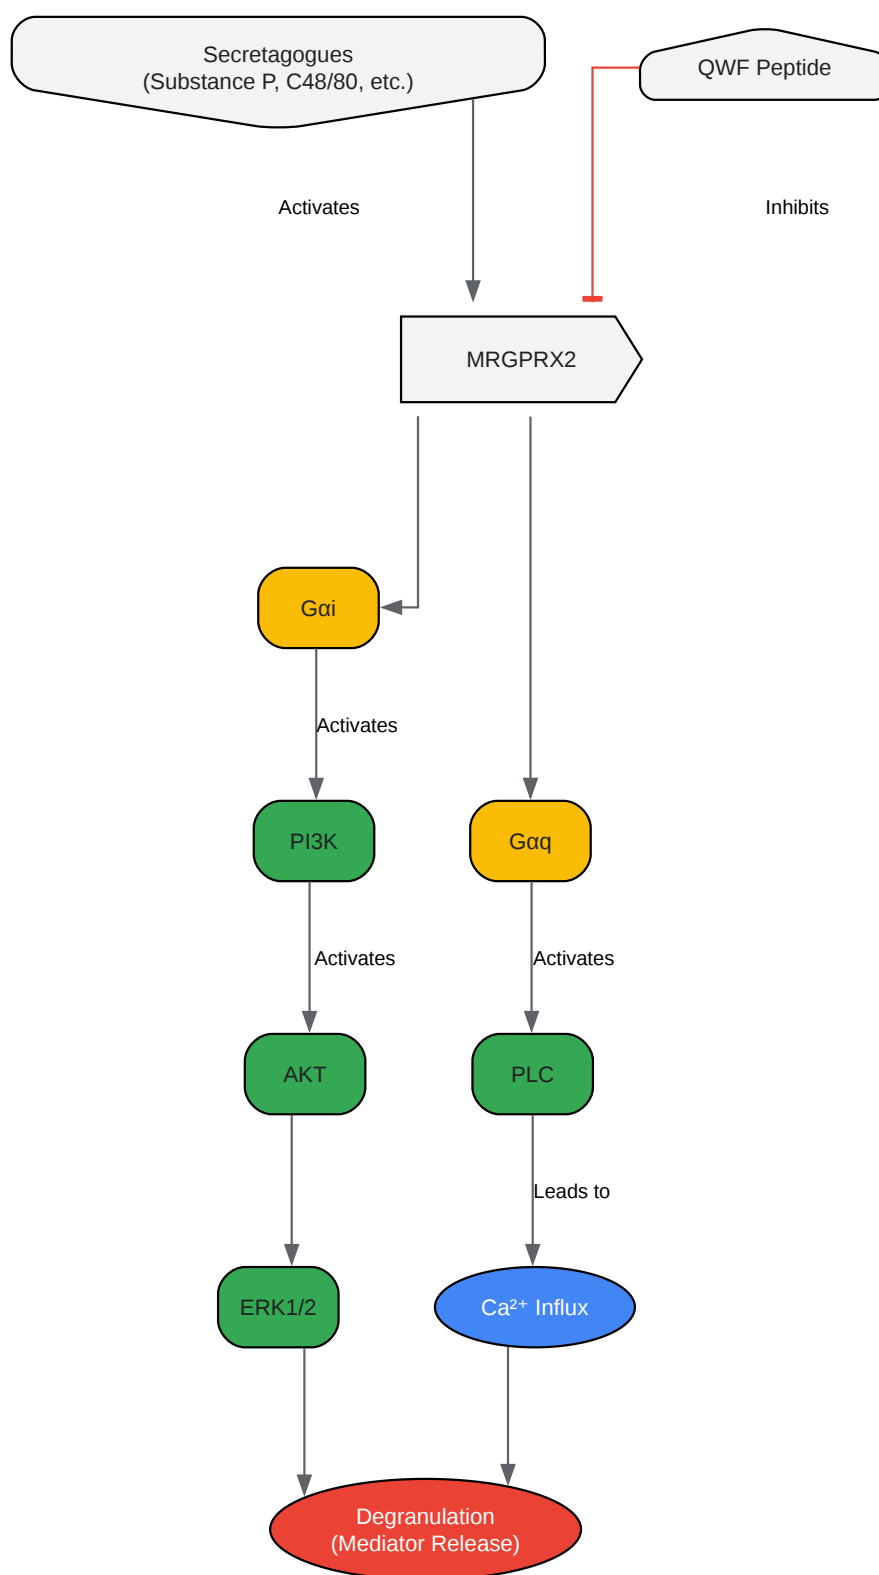 Secretagogues
(Substance P, C48/80, etc.)
QWF Peptide
Activates
Inhibits
MRGPRX2
Gαi
Activates
PI3K
Gαq
Activates
Activates
AKT
PLC
Leads to
ERK1/2
Ca²⁺ Influx
Degranulation
(Mediator Release)